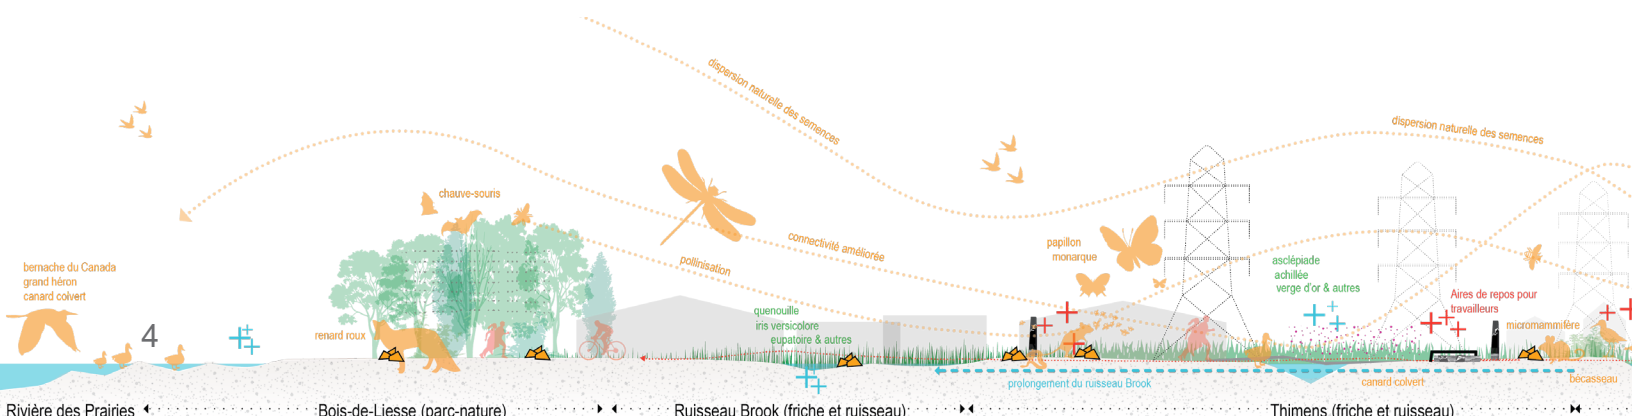 dispersion naturelle des semences
dispersion naturelle des semences
chauve-souris
connectivité améliorée
pollinisation
papillon
monarque
bernache du Canada
grand héron
canard colvert
4
renard roux
quenouille
iris versicolore
eupatoire & autres
asclépiade
achillée
verge d'or & autres
Aires de repos pour
travailleurs
micromammifère
prolongement du ruisseau Brook
canard colvert
bécasseau
Rivière des Prairies
Bois-de-Liesse (parc-nature)
Ruisseau Brook (friche et ruisseau)
Thimens (friche et ruisseau)